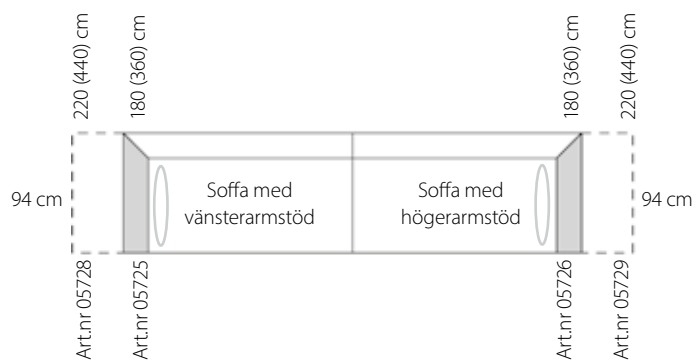 220 (440) cm
180 (360) cm
180 (360) cm
220 (440) cm
94 cm
Soffa med
vänsterarmstöd
Soffa med
högerarmstöd
94 cm
Art.nr 05728
Art.nr 05725
Art.nr 05726
Art.nr 05729